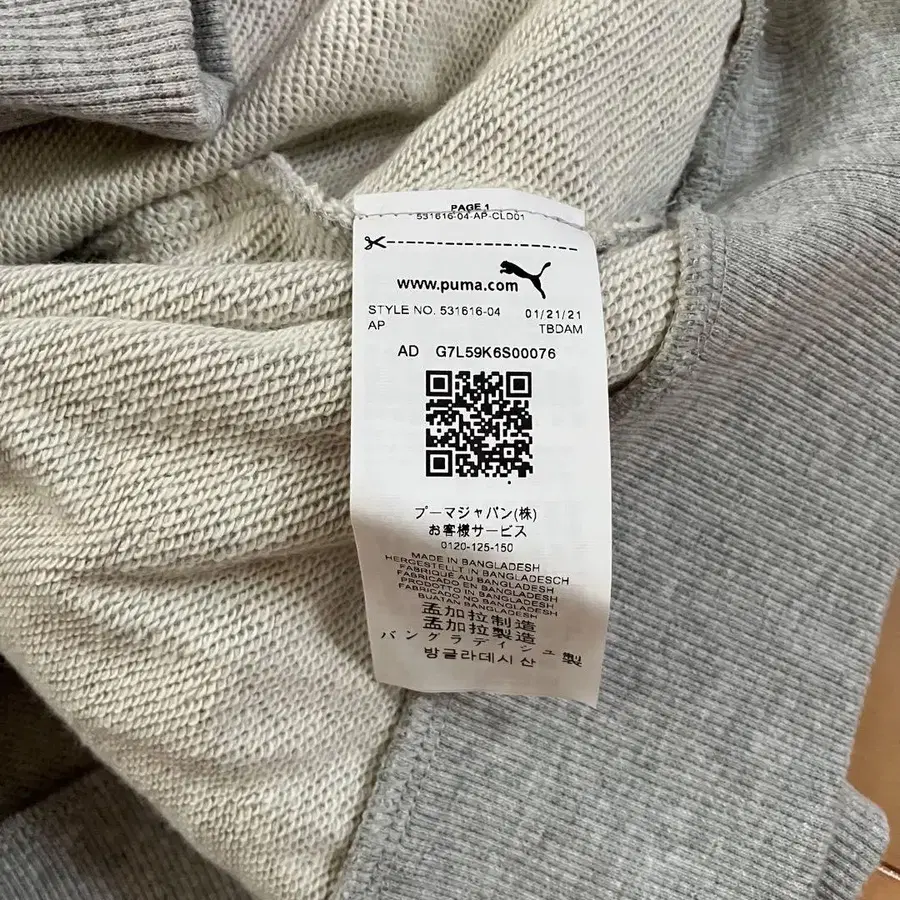 PAGE 1
531616-04-AP-CLD01
www.puma.com
STYLE NO. 531616-04 01/21/21
AP TBDAM
AD G7L59K6S00076
プーマジャパン(株)
お客様サービス
0120-125-150
MADE IN BANGLADESH
HERGESTELLT IN BANGLADESCH
FABRIQUÉ AU BANGLADESH
FABRICADO EN BANGLADESH
PRODOTTO IN BANGLADESH
FABRICADO NO BANGLADESH
BUATAN BANGLADESH
孟加拉制造
孟加拉製造
バングラディシュ製
방글라데시 산